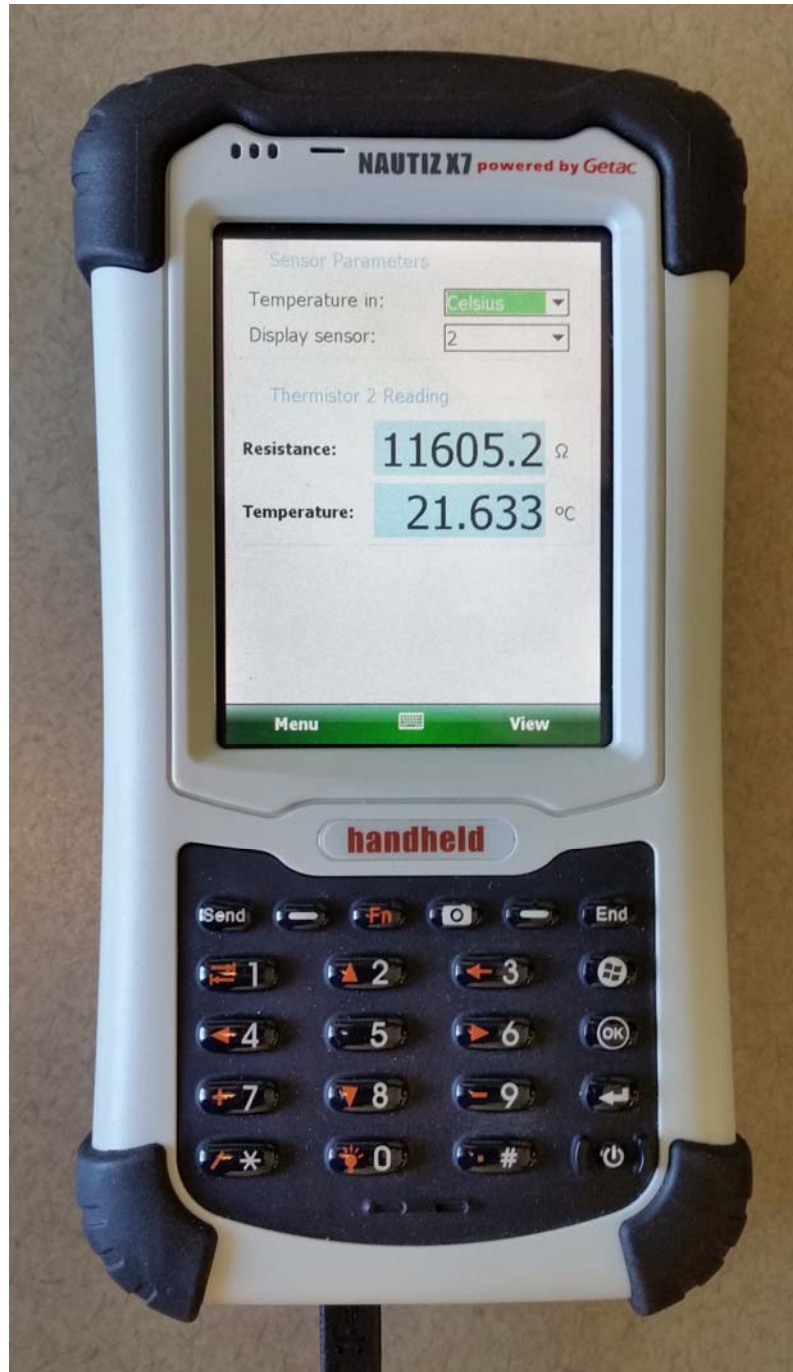 NAUTIZ X7 powered by Getac
Sensor Parameters
Temperature in: Celsius
Display sensor: 2
Thermistor 2 Reading
Resistance: 11605.2 Ω
Temperature: 21.633 ºC
Menu View
handheld
Send Fn End
1 2 3
4 5 6 OK
+ 7 8 - 9
* 0 #